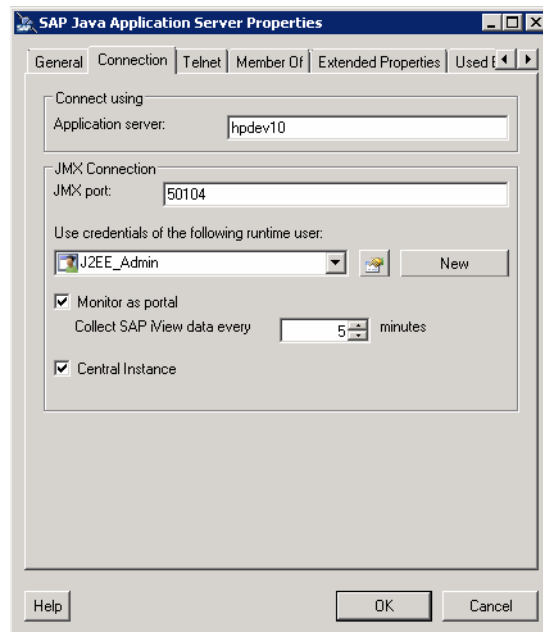 SAP Java Application Server Properties
General Connection Telnet Member Of Extended Properties Used
Connect using
Application server: hpdev10
JMX Connection
JMX port: 50104
Use credentials of the following runtime user:
J2EE_Admin New
Monitor as portal
Collect SAP iView data every 5 minutes
Central Instance
Help OK Cancel